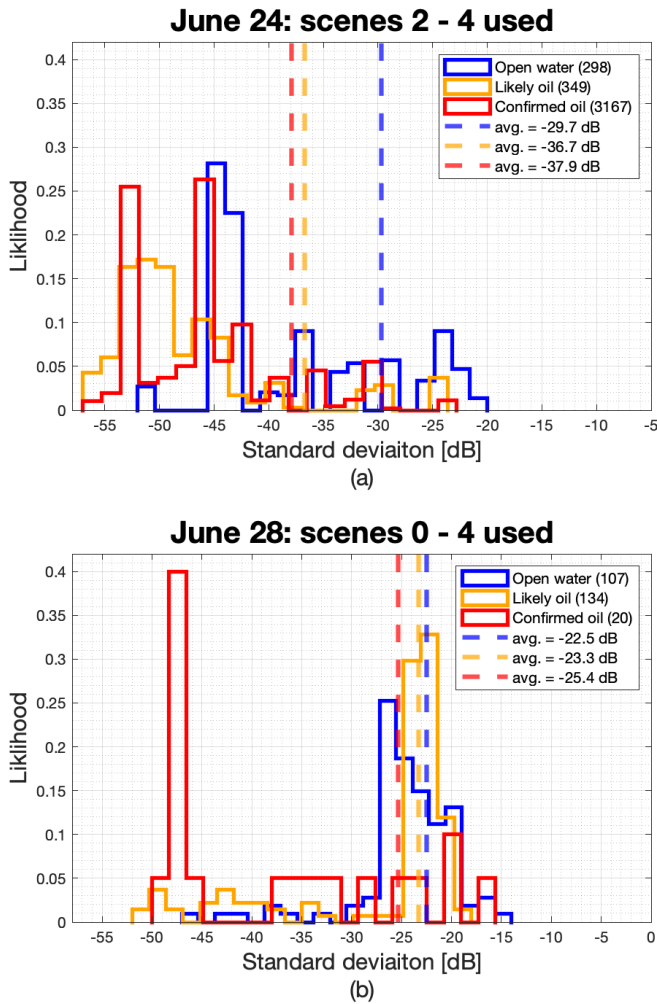 June 24: scenes 2 - 4 used
0.4
0.35
0.3
0.25
0.2
0.15
0.1
0.05
0
Liklihood
Open water (298)
Likely oil (349)
Confirmed oil (3167)
avg. = -29.7 dB
avg. = -36.7 dB
avg. = -37.9 dB
-55 -50 -45 -40 -35 -30 -25 -20 -15 -10 -5
Standard deviaiton [dB]
(a)
June 28: scenes 0 - 4 used
0.4
0.35
0.3
0.25
0.2
0.15
0.1
0.05
0
Liklihood
Open water (107)
Likely oil (134)
Confirmed oil (20)
avg. = -22.5 dB
avg. = -23.3 dB
avg. = -25.4 dB
-55 -50 -45 -40 -35 -30 -25 -20 -15 -10 -5 0
Standard deviaiton [dB]
(b)